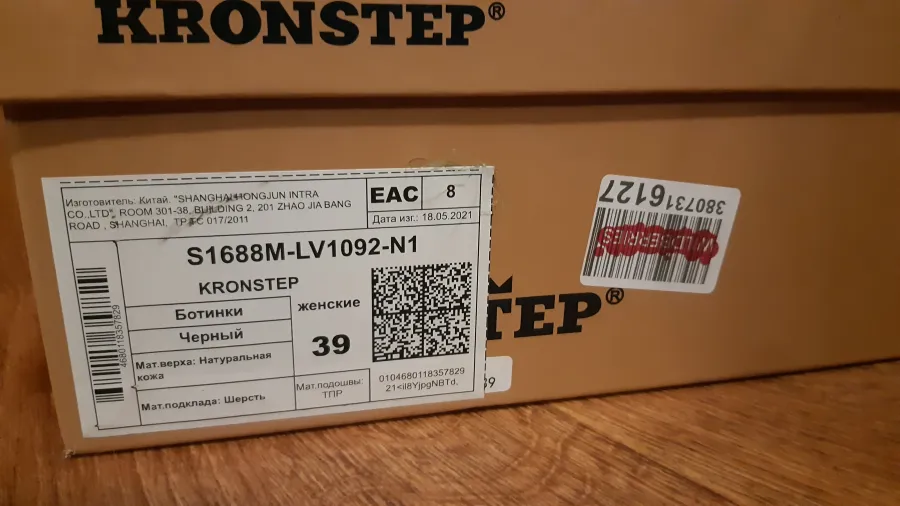 KRONSTEP®
Изготовитель: Китай. "SHANGHAI HONGJUN INTRA
CO.,LTD", ROOM 301-38, BUILDING 2, 201 ZHAO JIA BANG
ROAD , SHANGHAI, ТР ТС 017/2011
EAC
8
Дата изг.: 18.05.2021
S1688M-LV1092-N1
KRONSTEP
Ботинки
женские
Черный
39
Мат.верха: Натуральная
кожа
Мат.подклада: Шерсть
Мат.подошвы:
ТПР
4680118357829
0104680118357829
21<il8YjpgNBTd,
3807316127
WILDBERRIES
TEP®
39